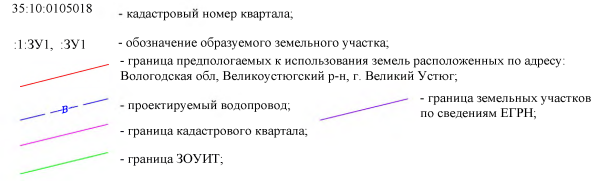 35:10:0105018 - кадастровый номер квартала;
:1:ЗУ1, :ЗУ1 - обозначение образуемого земельного участка;
- граница предпологаемых к использования земель расположенных по адресу:
Вологодская обл, Великоустюгский р-н, г. Великий Устюг;
В - проектируемый водопровод;
- граница кадастрового квартала;
- граница ЗОУИТ;
- граница земельных участков
по сведениям ЕГРН;